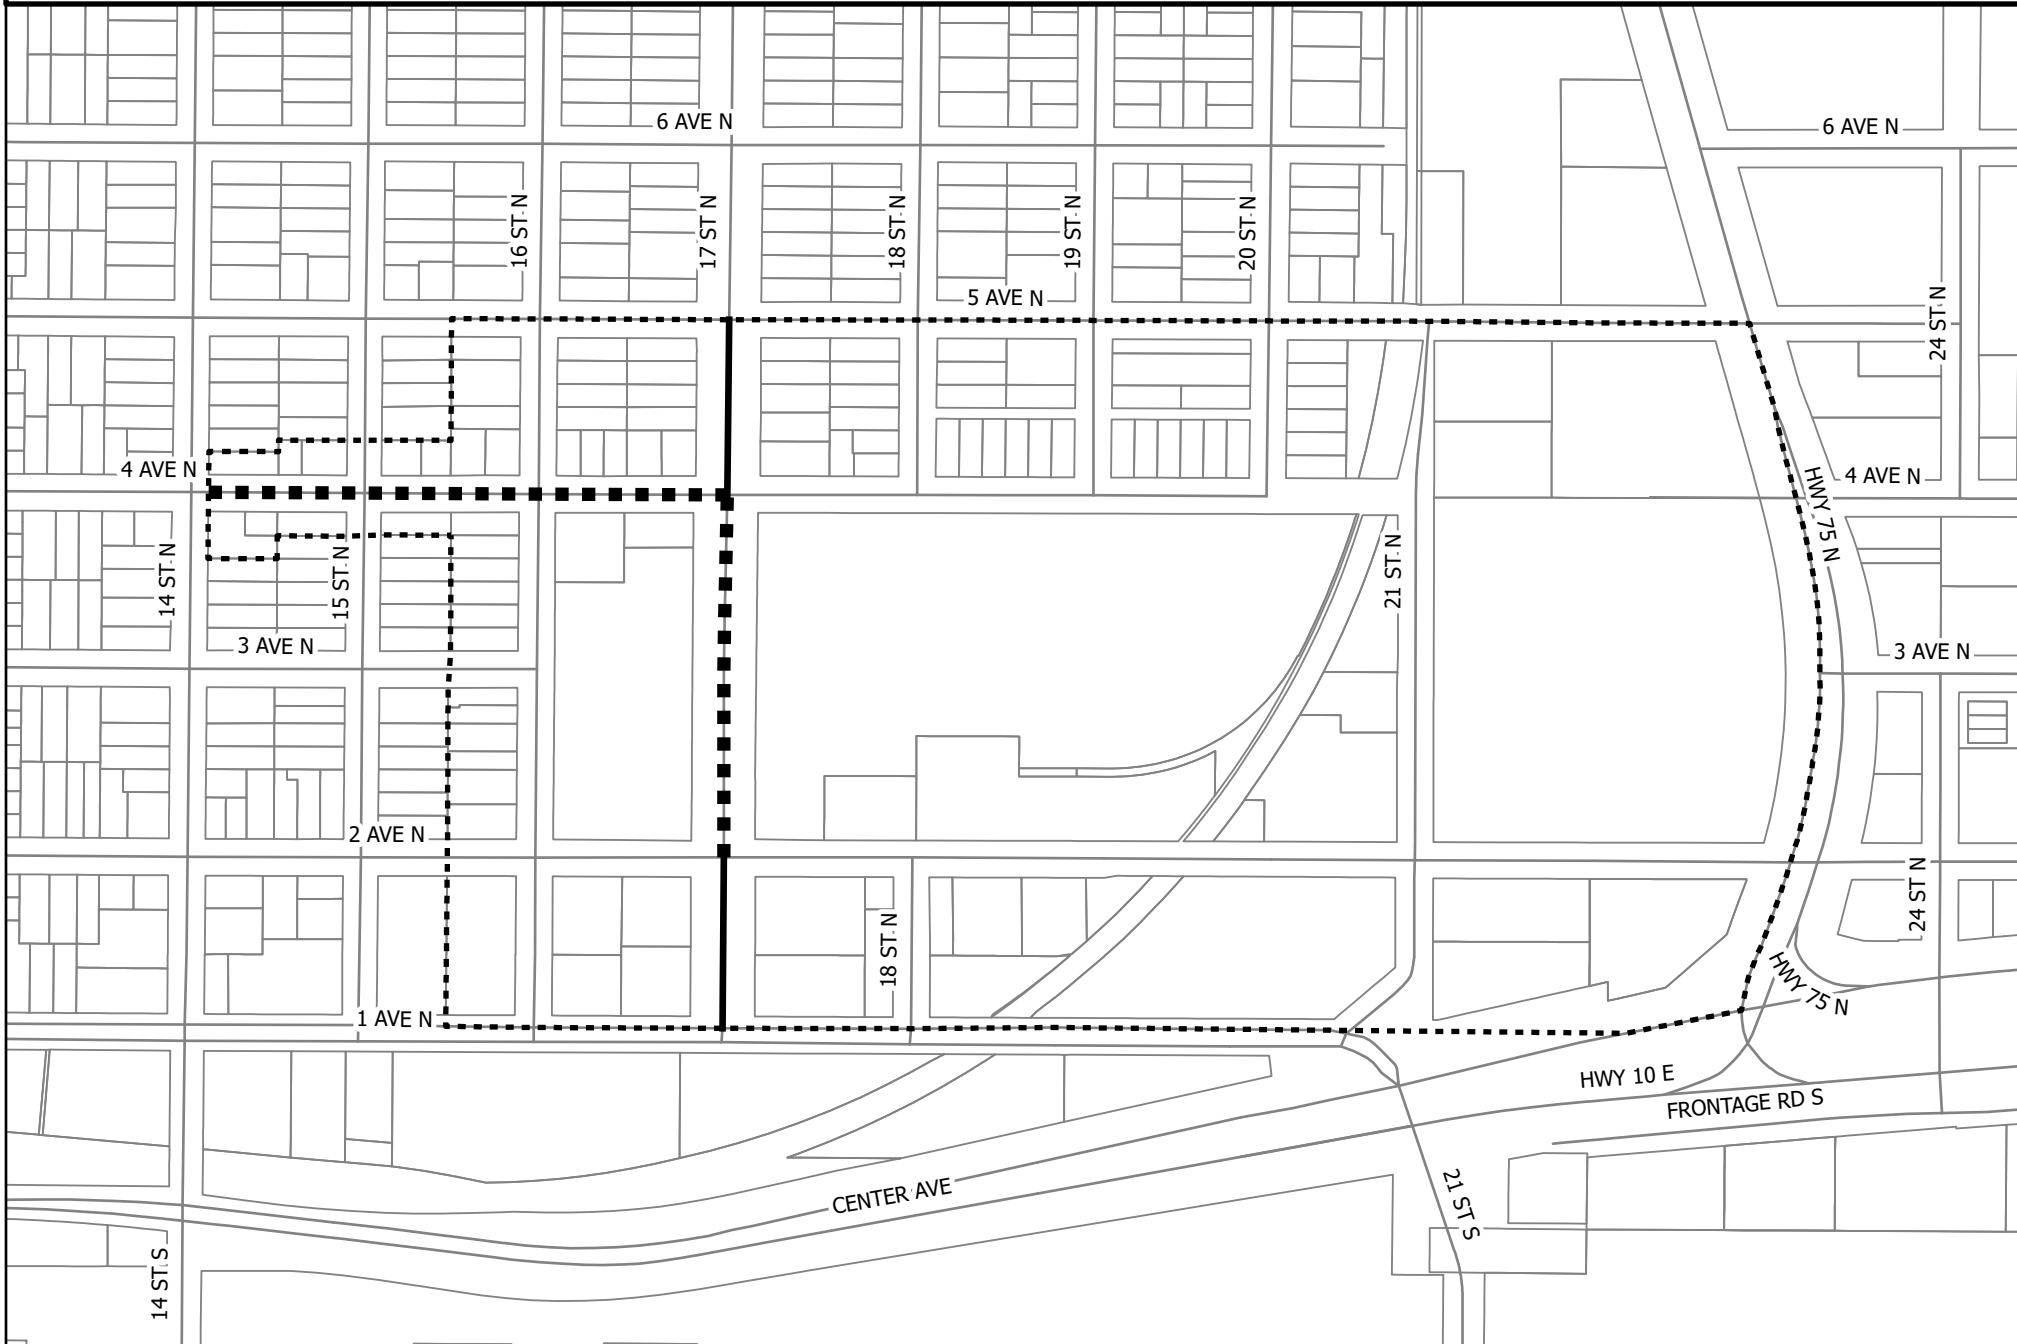 6 AVE N
6 AVE N
16 ST N
17 ST N
18 ST N
19 ST N
20 ST N
5 AVE N
24 ST N
4 AVE N
4 AVE N
HWY 75 N
14 ST N
15 ST N
21 ST N
3 AVE N
3 AVE N
2 AVE N
24 ST N
18 ST N
HWY 75 N
1 AVE N
HWY 10 E
FRONTAGE RD S
CENTER AVE
21 ST S
14 ST S